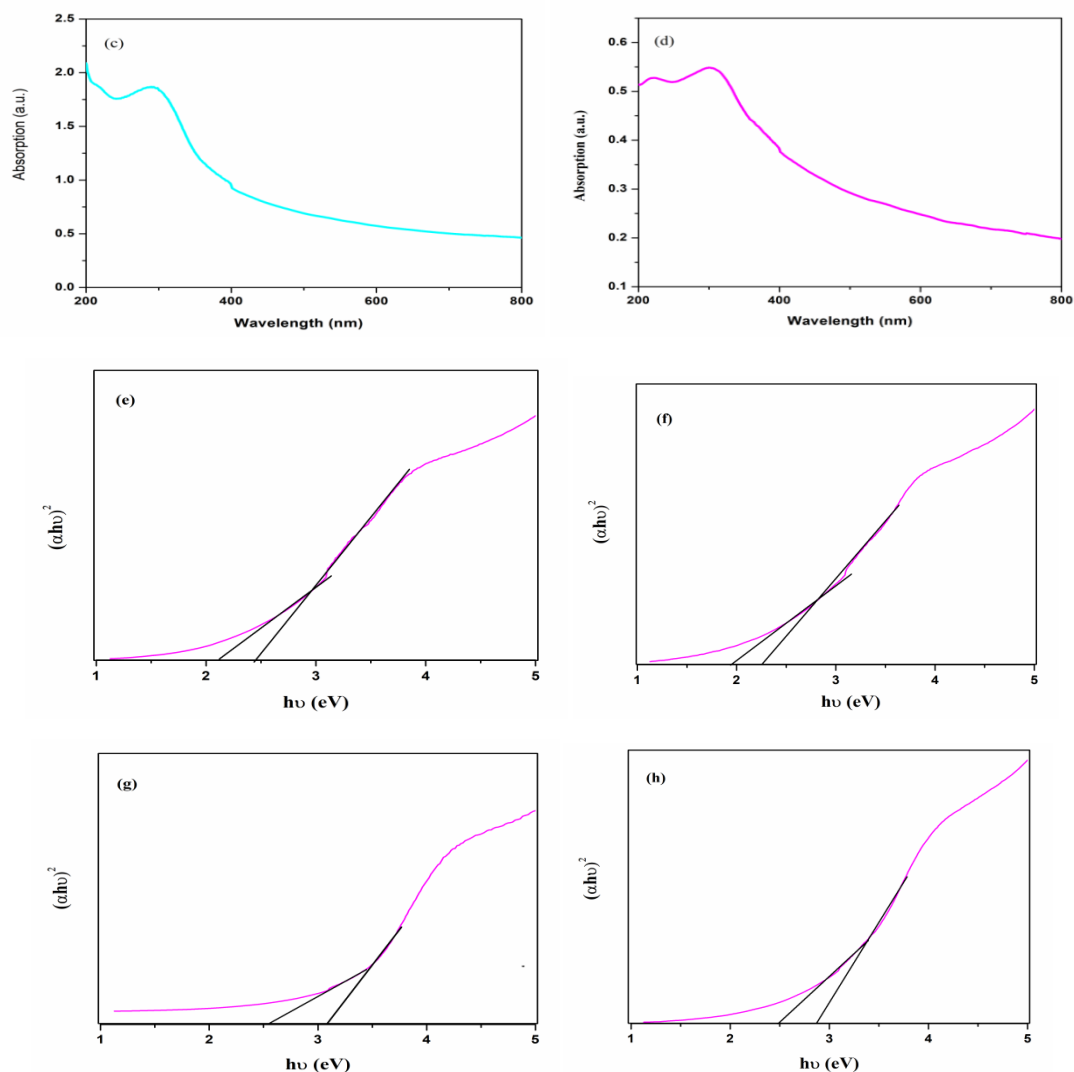 (c)
2.5
2.0
1.5
1.0
0.5
0.0
200 400 600 800
Absorption (a.u.)
Wavelength (nm)
(d)
0.6
0.5
0.4
0.3
0.2
0.1
200 400 600 800
Absorption (a.u.)
Wavelength (nm)
(e)
(αhυ)²
1 2 3 4 5
hυ (eV)
(f)
(αhυ)²
1 2 3 4 5
hυ (eV)
(g)
(αhυ)²
1 2 3 4 5
hυ (eV)
(h)
(αhυ)²
1 2 3 4 5
hυ (eV)